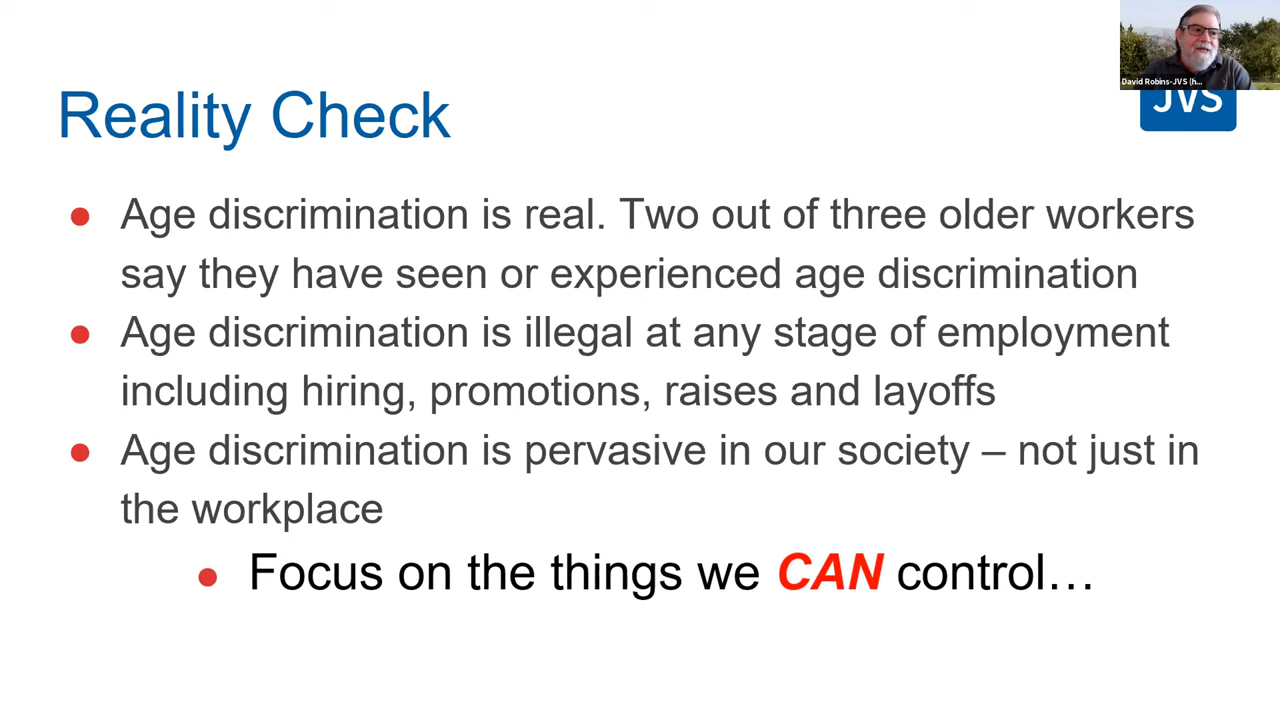 David Robins-JVS (h...
JVS
Reality Check
● Age discrimination is real. Two out of three older workers
say they have seen or experienced age discrimination
● Age discrimination is illegal at any stage of employment
including hiring, promotions, raises and layoffs
● Age discrimination is pervasive in our society – not just in
the workplace
● Focus on the things we CAN control…